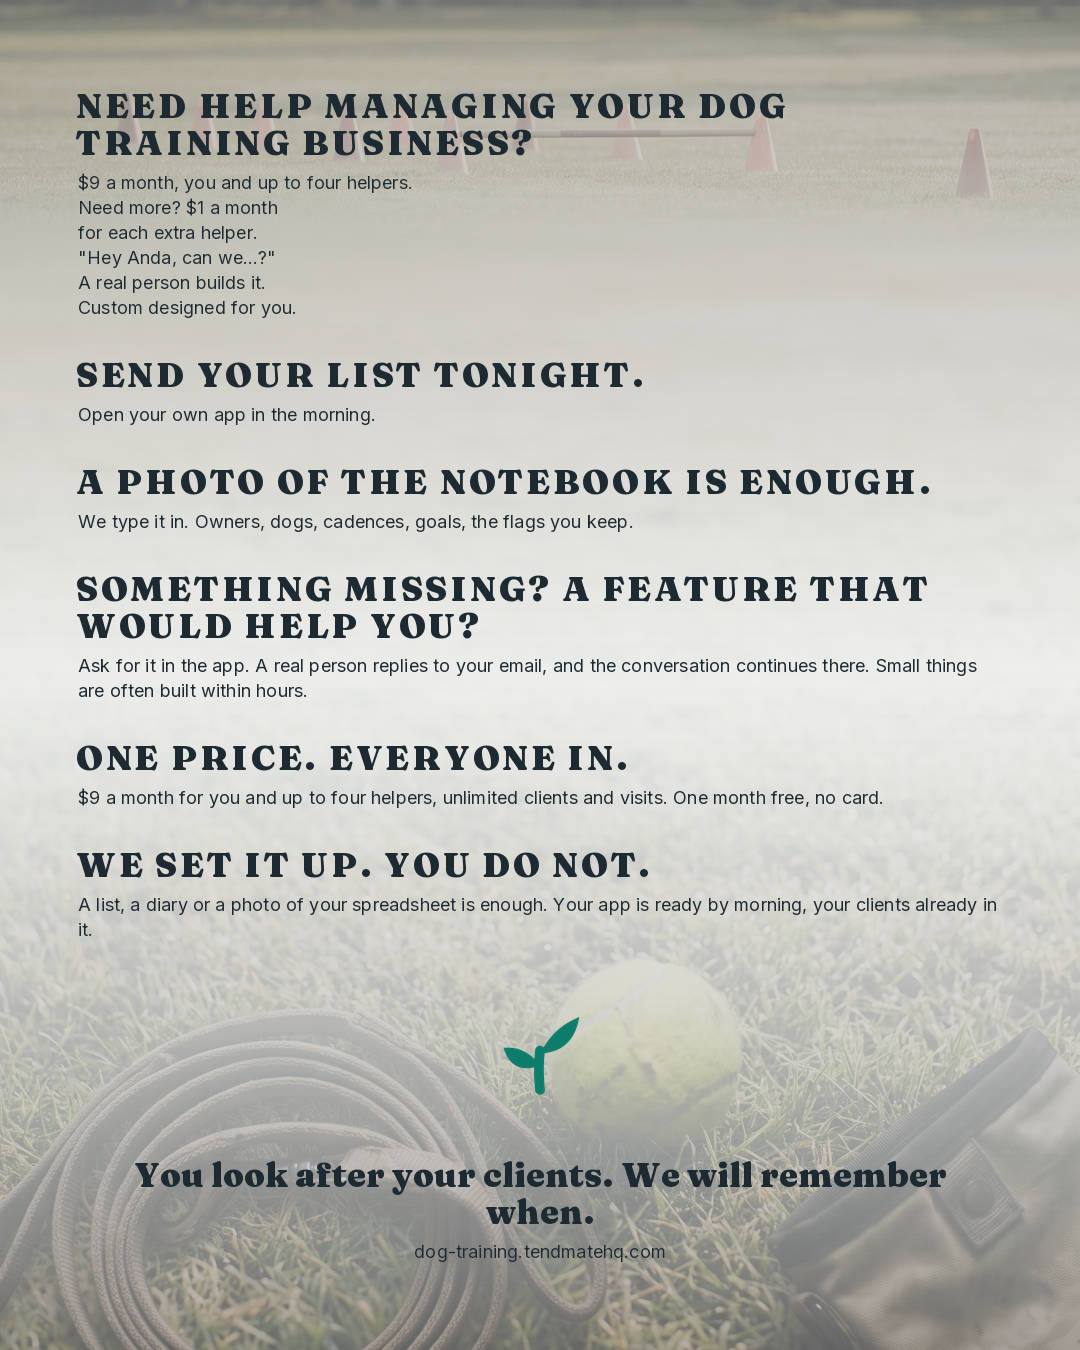 NEED HELP MANAGING YOUR DOG
TRAINING BUSINESS?
$9 a month, you and up to four helpers.
Need more? $1 a month
for each extra helper.
"Hey Anda, can we...?"
A real person builds it.
Custom designed for you.
SEND YOUR LIST TONIGHT.
Open your own app in the morning.
A PHOTO OF THE NOTEBOOK IS ENOUGH.
We type it in. Owners, dogs, cadences, goals, the flags you keep.
SOMETHING MISSING? A FEATURE THAT
WOULD HELP YOU?
Ask for it in the app. A real person replies to your email, and the conversation continues there. Small things
are often built within hours.
ONE PRICE. EVERYONE IN.
$9 a month for you and up to four helpers, unlimited clients and visits. One month free, no card.
WE SET IT UP. YOU DO NOT.
A list, a diary or a photo of your spreadsheet is enough. Your app is ready by morning, your clients already in
it.
You look after your clients. We will remember
when.
dog-training.tendmatehq.com